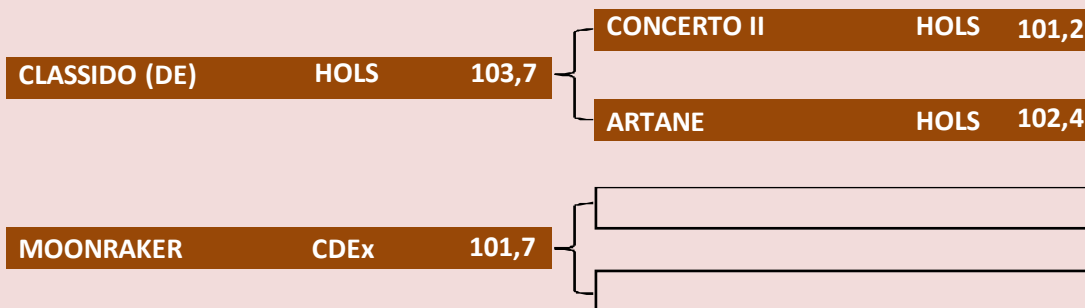 CONCERTO II HOLS 101,2
CLASSIDO (DE) HOLS 103,7
ARTANE HOLS 102,4
MOONRAKER CDEx 101,7